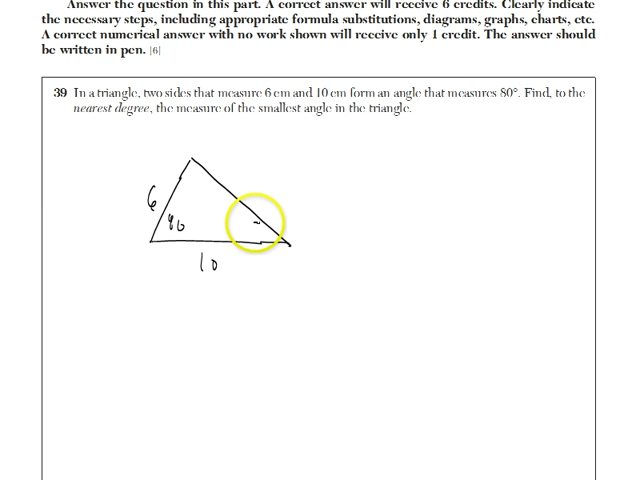 Answer the question in this part. A correct answer will receive 6 credits. Clearly indicate
the necessary steps, including appropriate formula substitutions, diagrams, graphs, charts, etc.
A correct numerical answer with no work shown will receive only 1 credit. The answer should
be written in pen. [6]
39 In a triangle, two sides that measure 6 cm and 10 cm form an angle that measures 80°. Find, to the
nearest degree, the measure of the smallest angle in the triangle.
6
80
10